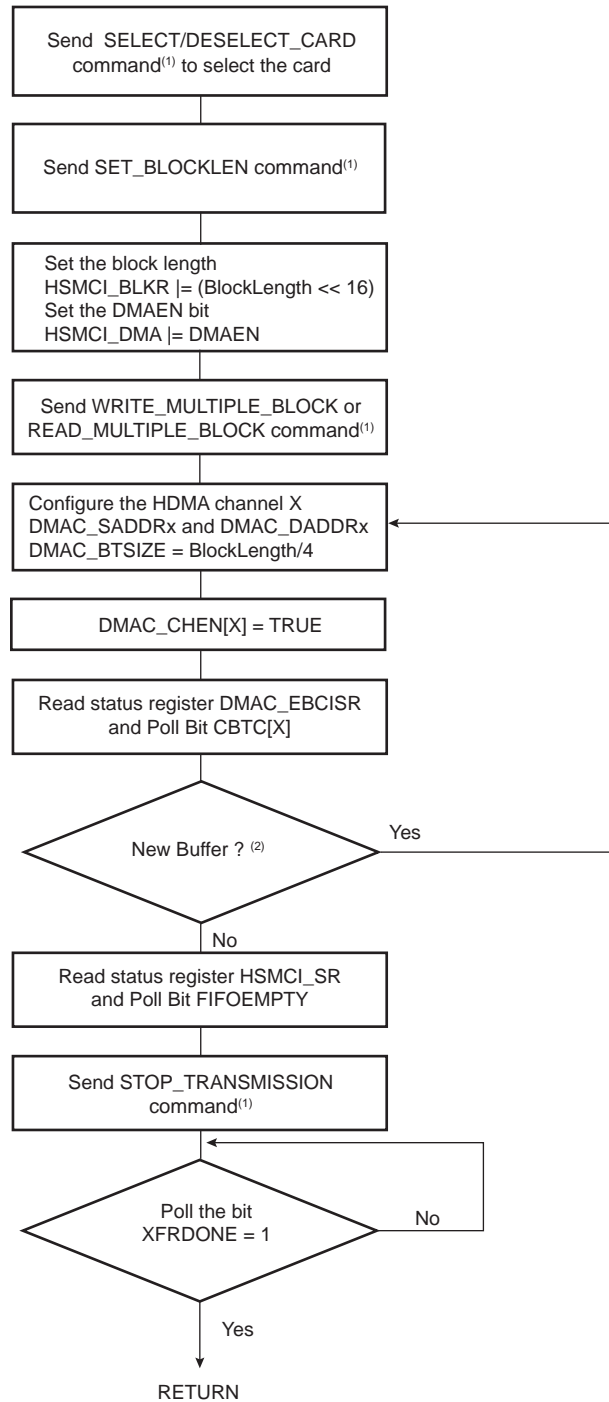 Send SELECT/DESELECT_CARD
command(1) to select the card
Send SET_BLOCKLEN command(1)
Set the block length
HSMCI_BLKR |= (BlockLength << 16)
Set the DMAEN bit
HSMCI_DMA |= DMAEN
Send WRITE_MULTIPLE_BLOCK or
READ_MULTIPLE_BLOCK command(1)
Configure the HDMA channel X
DMAC_SADDRx and DMAC_DADDRx
DMAC_BTSIZE = BlockLength/4
DMAC_CHEN[X] = TRUE
Read status register DMAC_EBCISR
and Poll Bit CBTC[X]
New Buffer ? (2)
Yes
No
Read status register HSMCI_SR
and Poll Bit FIFOEMPTY
Send STOP_TRANSMISSION
command(1)
Poll the bit
XFRDONE = 1
No
Yes
RETURN